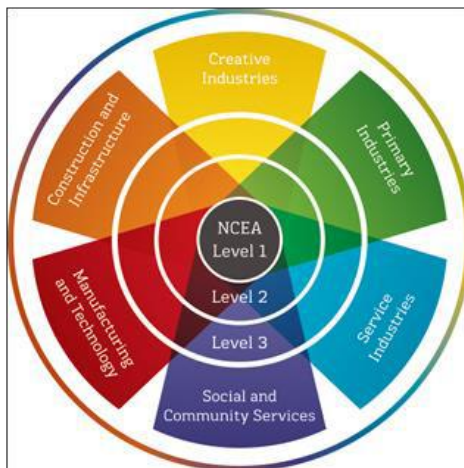 Creative
Industries
Primary
Industries
Service
Industries
Social and
Community Services
Manufacturing
and Technology
Construction and
Infrastructure
NCEA
Level 1
Level 2
Level 3